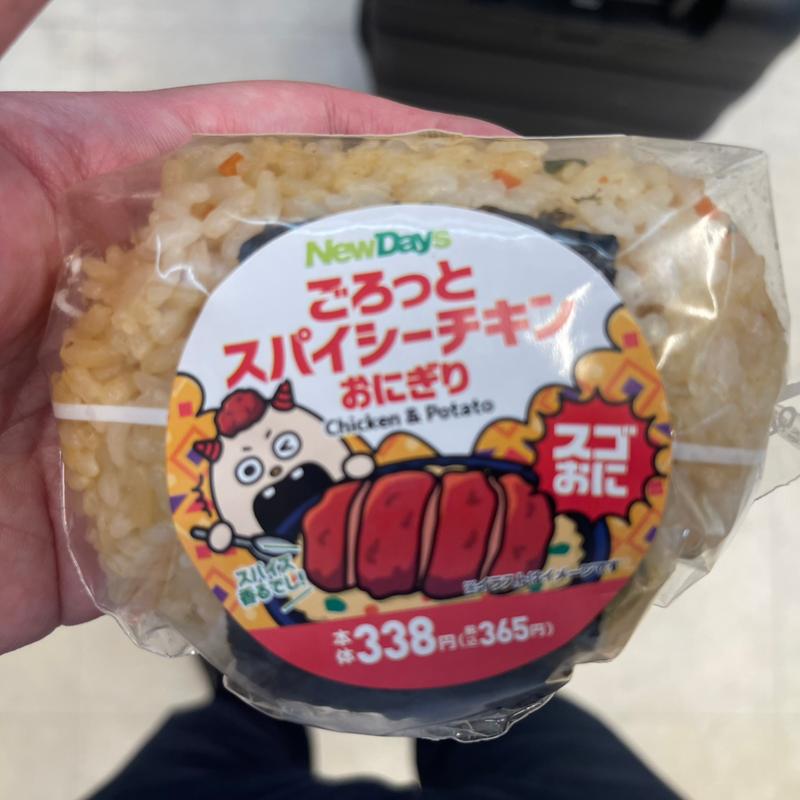 NewDays
ごろっと
スパイシーチキン
おにぎり
Chicken & Potato
スゴ
おに
スパイス
香るでし!
※イラストはイメージです
本体338円(税込365円)